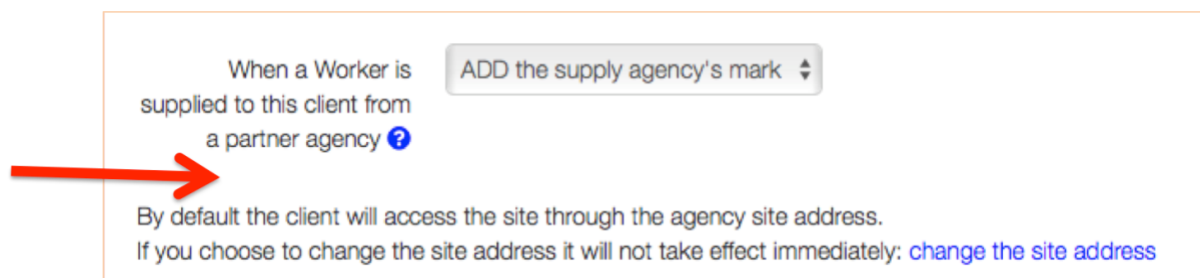 When a Worker is
supplied to this client from
a partner agency ?
ADD the supply agency's mark
By default the client will access the site through the agency site address.
If you choose to change the site address it will not take effect immediately: change the site address